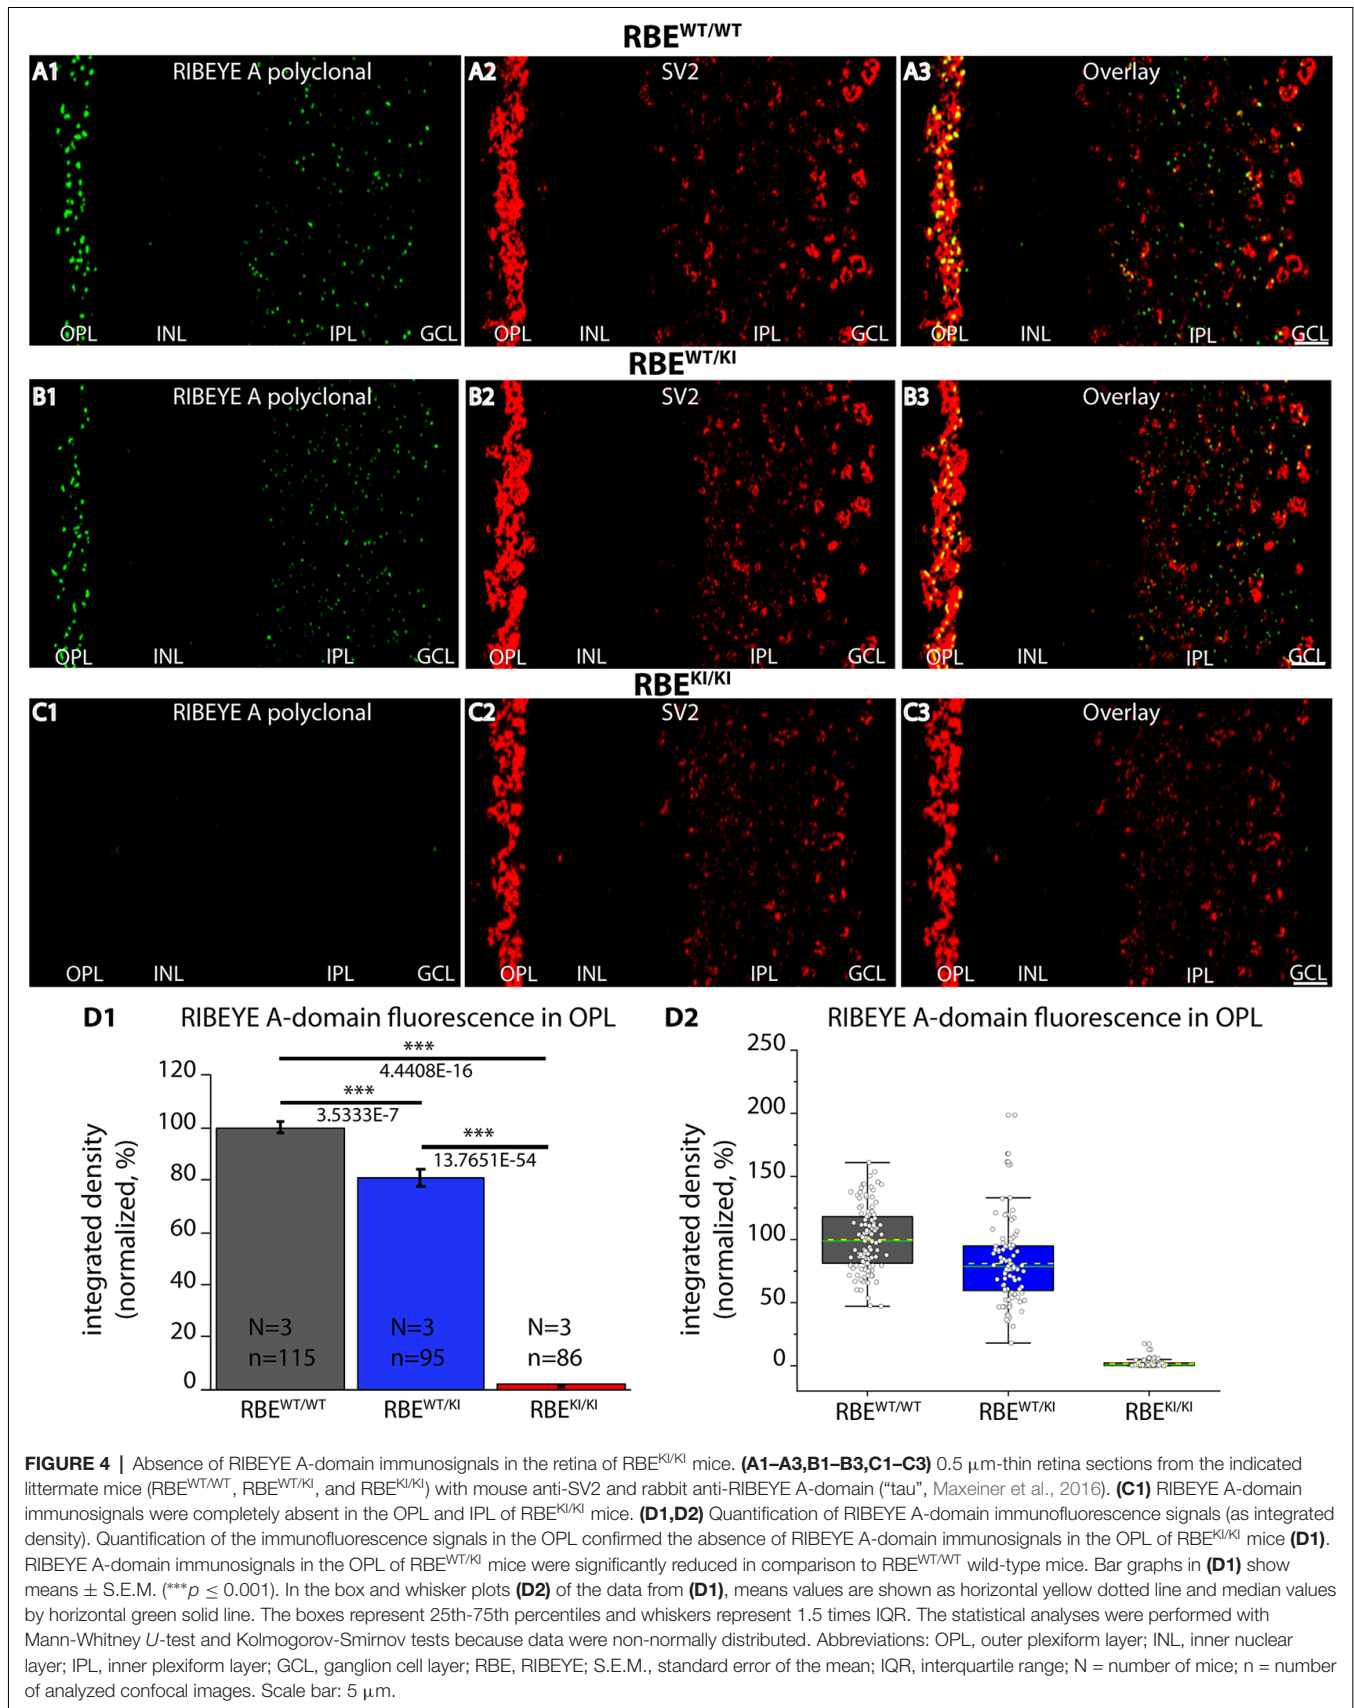 RBE^WT/WT
A1 RIBEYE A polyclonal A2 SV2 A3 Overlay
OPL INL IPL GCL OPL INL IPL GCL OPL INL IPL GCL
RBE^WT/KI
B1 RIBEYE A polyclonal B2 SV2 B3 Overlay
OPL INL IPL GCL OPL INL IPL GCL OPL INL IPL GCL
RBE^KI/KI
C1 RIBEYE A polyclonal C2 SV2 C3 Overlay
OPL INL IPL GCL OPL INL IPL GCL OPL INL IPL GCL
D1 RIBEYE A-domain fluorescence in OPL
integrated density
(normalized, %)
120
100
80
60
40
20
0
***
4.4408E-16
***
3.5333E-7
***
13.7651E-54
N=3 N=3 N=3
n=115 n=95 n=86
RBE^WT/WT RBE^WT/KI RBE^KI/KI
D2 RIBEYE A-domain fluorescence in OPL
integrated density
(normalized, %)
250
200
150
100
50
0
RBE^WT/WT RBE^WT/KI RBE^KI/KI
FIGURE 4 | Absence of RIBEYE A-domain immunosignals in the retina of RBE^KI/KI mice. (A1–A3,B1–B3,C1–C3) 0.5 μm-thin retina sections from the indicated
littermate mice (RBE^WT/WT, RBE^WT/KI, and RBE^KI/KI) with mouse anti-SV2 and rabbit anti-RIBEYE A-domain (“tau”, Maxeiner et al., 2016). (C1) RIBEYE A-domain
immunosignals were completely absent in the OPL and IPL of RBE^KI/KI mice. (D1,D2) Quantification of RIBEYE A-domain immunofluorescence signals (as integrated
density). Quantification of the immunofluorescence signals in the OPL confirmed the absence of RIBEYE A-domain immunosignals in the OPL of RBE^KI/KI mice (D1).
RIBEYE A-domain immunosignals in the OPL of RBE^WT/KI mice were significantly reduced in comparison to RBE^WT/WT wild-type mice. Bar graphs in (D1) show
means ± S.E.M. (***p ≤ 0.001). In the box and whisker plots (D2) of the data from (D1), means values are shown as horizontal yellow dotted line and median values
by horizontal green solid line. The boxes represent 25th-75th percentiles and whiskers represent 1.5 times IQR. The statistical analyses were performed with
Mann-Whitney U-test and Kolmogorov-Smirnov tests because data were non-normally distributed. Abbreviations: OPL, outer plexiform layer; INL, inner nuclear
layer; IPL, inner plexiform layer; GCL, ganglion cell layer; RBE, RIBEYE; S.E.M., standard error of the mean; IQR, interquartile range; N = number of mice; n = number
of analyzed confocal images. Scale bar: 5 μm.